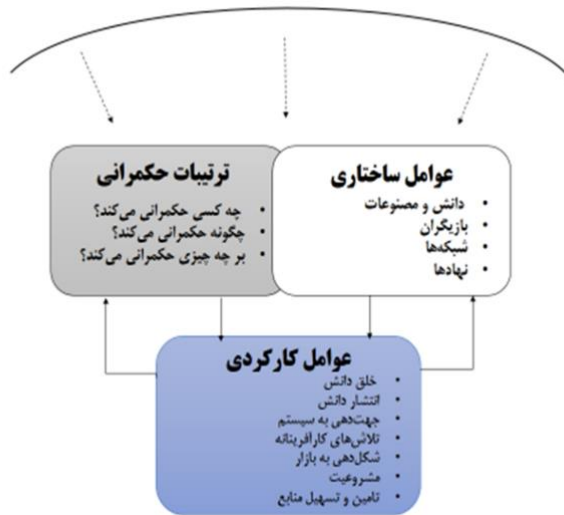 عوامل ساختاری
دانش و مصنوعات
بازیگران
شبکه‌ها
نهادها
ترتیبات حکمرانی
چه کسی حکمرانی می‌کند؟
چگونه حکمرانی می‌کند؟
بر چه چیزی حکمرانی می‌کند؟
عوامل کارکردی
خلق دانش
انتشار دانش
جهت‌دهی به سیستم
تلاش‌های کارآفرینانه
شکل‌دهی به بازار
مشروعیت
تامین و تسهیل منابع